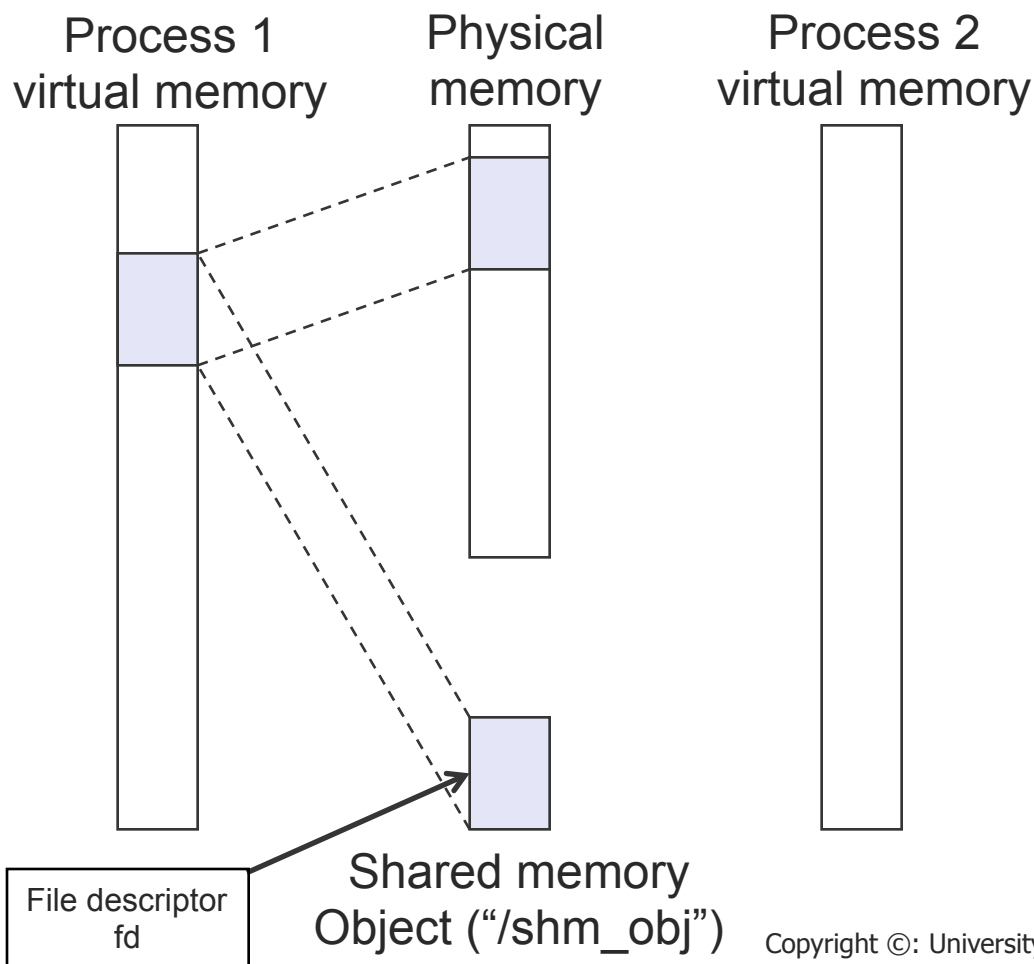 Process 1
virtual memory
Physical
memory
Process 2
virtual memory
File descriptor
fd
Shared memory
Object (“/shm_obj”)
Copyright ©: University